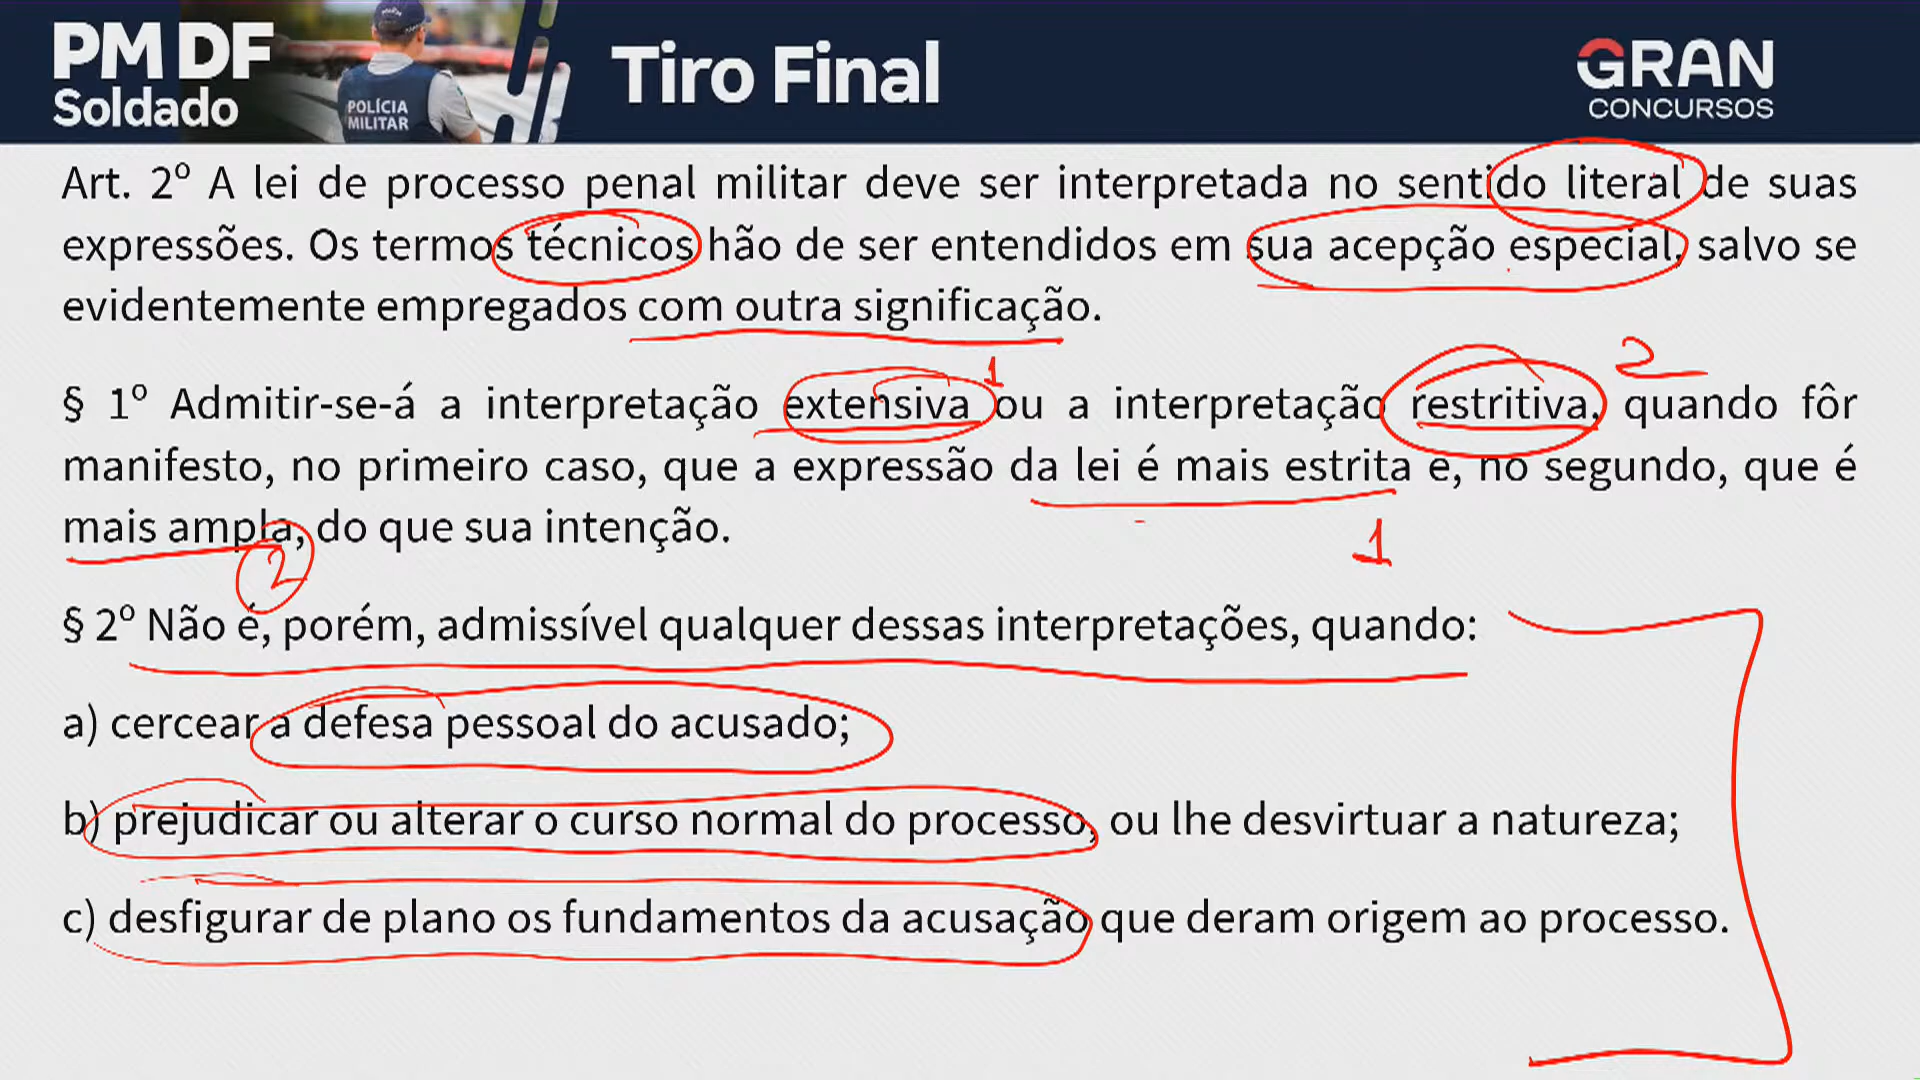 PM DF
Soldado
POLÍCIA
MILITAR
Tiro Final
GRAN
CONCURSOS
Art. 2º A lei de processo penal militar deve ser interpretada no sentido literal de suas
expressões. Os termos técnicos hão de ser entendidos em sua acepção especial, salvo se
evidentemente empregados com outra significação.
1
2
§ 1º Admitir-se-á a interpretação extensiva ou a interpretação restritiva, quando fôr
manifesto, no primeiro caso, que a expressão da lei é mais estrita e, no segundo, que é
mais ampla, do que sua intenção.
1
2
§ 2º Não é, porém, admissível qualquer dessas interpretações, quando:
a) cercear a defesa pessoal do acusado;
b) prejudicar ou alterar o curso normal do processo, ou lhe desvirtuar a natureza;
c) desfigurar de plano os fundamentos da acusação que deram origem ao processo.